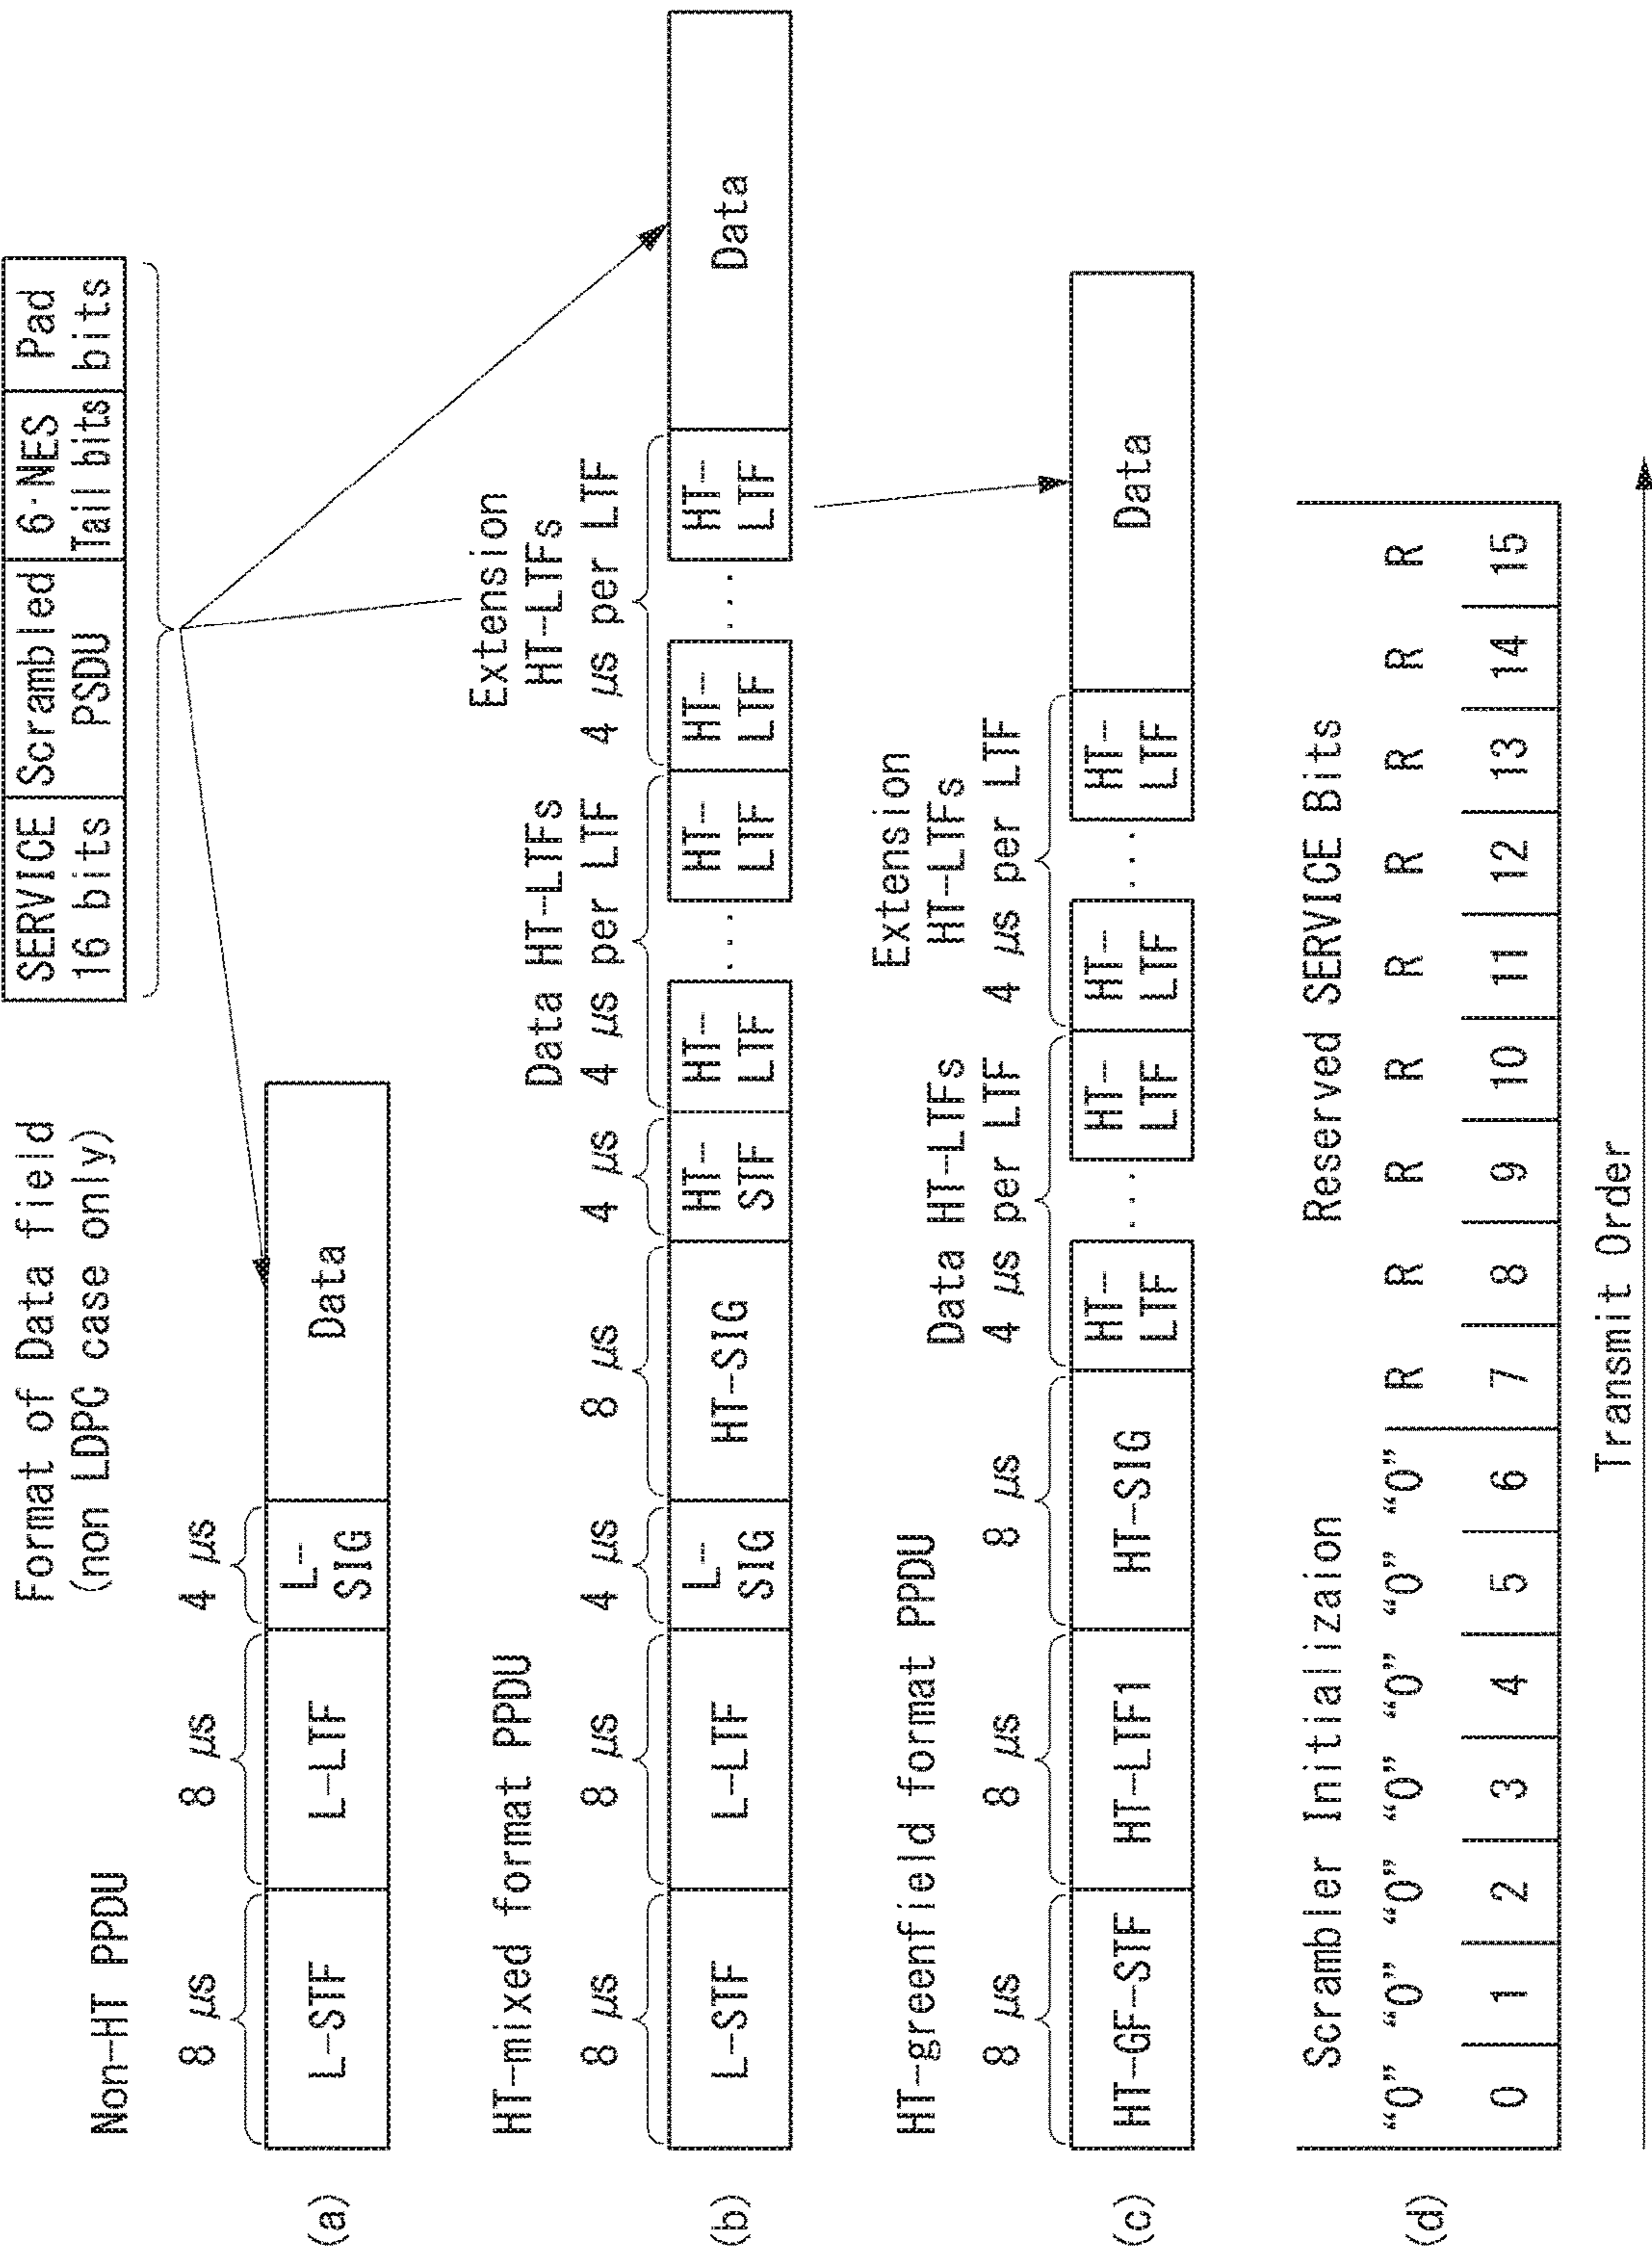 Format of Data field
(non LDPC case only)
SERVICE Scrambled 6·NES Pad
16 bits PSDU Tail bits bits
Non-HT PPDU
8 μs 8 μs 4 μs
(a) L-STF L-LTF L-SIG Data
HT-mixed format PPDU
Extension
Data HT-LTFs HT-LTFs
8 μs 8 μs 4 μs 8 μs 4 μs 4 μs per LTF 4 μs per LTF
(b) L-STF L-LTF L-SIG HT-SIG HT-STF HT-LTF ... HT-LTF HT-LTF ... HT-LTF Data
HT-greenfield format PPDU
Extension
Data HT-LTFs HT-LTFs
8 μs 8 μs 8 μs 4 μs per LTF 4 μs per LTF
(c) HT-GF-STF HT-LTF1 HT-SIG HT-LTF ... HT-LTF HT-LTF ... HT-LTF Data
Scrambler Initializaion Reserved SERVICE Bits
“0” “0” “0” “0” “0” “0” “0” R R R R R R R R R
(d) 0 1 2 3 4 5 6 7 8 9 10 11 12 13 14 15
Transmit Order